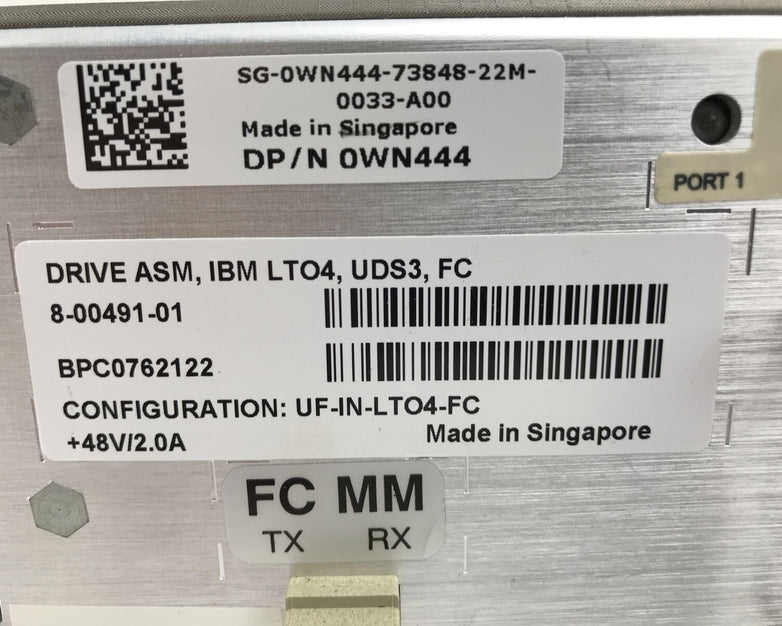 SG-0WN444-73848-22M-
0033-A00
Made in Singapore
DP/N 0WN444
PORT 1
DRIVE ASM, IBM LTO4, UDS3, FC
8-00491-01
BPC0762122
CONFIGURATION: UF-IN-LTO4-FC
+48V/2.0A
Made in Singapore
FC MM
TX RX